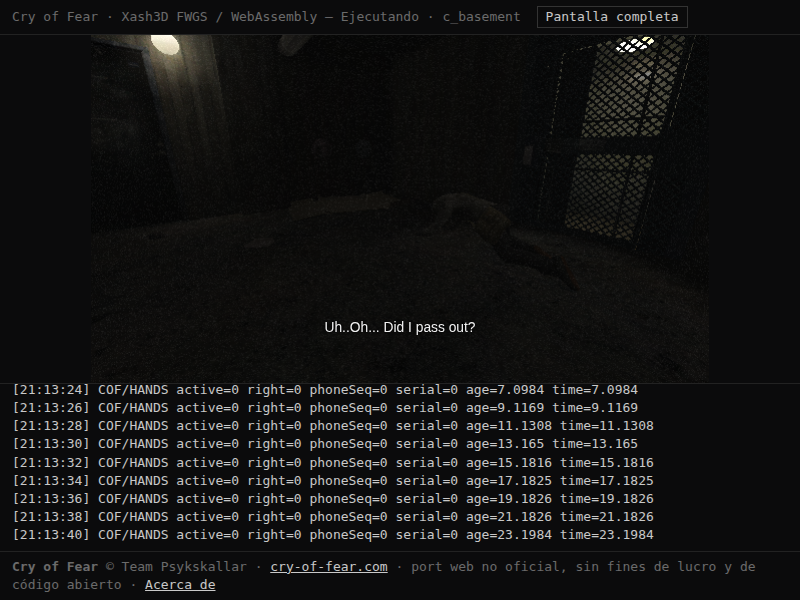 Cry of Fear · Xash3D FWGS / WebAssembly — Ejecutando · c_basement Pantalla completa
Uh..Oh... Did I pass out?
[21:13:24] COF/HANDS active=0 right=0 phoneSeq=0 serial=0 age=7.0984 time=7.0984
[21:13:26] COF/HANDS active=0 right=0 phoneSeq=0 serial=0 age=9.1169 time=9.1169
[21:13:28] COF/HANDS active=0 right=0 phoneSeq=0 serial=0 age=11.1308 time=11.1308
[21:13:30] COF/HANDS active=0 right=0 phoneSeq=0 serial=0 age=13.165 time=13.165
[21:13:32] COF/HANDS active=0 right=0 phoneSeq=0 serial=0 age=15.1816 time=15.1816
[21:13:34] COF/HANDS active=0 right=0 phoneSeq=0 serial=0 age=17.1825 time=17.1825
[21:13:36] COF/HANDS active=0 right=0 phoneSeq=0 serial=0 age=19.1826 time=19.1826
[21:13:38] COF/HANDS active=0 right=0 phoneSeq=0 serial=0 age=21.1826 time=21.1826
[21:13:40] COF/HANDS active=0 right=0 phoneSeq=0 serial=0 age=23.1984 time=23.1984
Cry of Fear © Team Psykskallar · cry-of-fear.com · port web no oficial, sin fines de lucro y de
código abierto · Acerca de